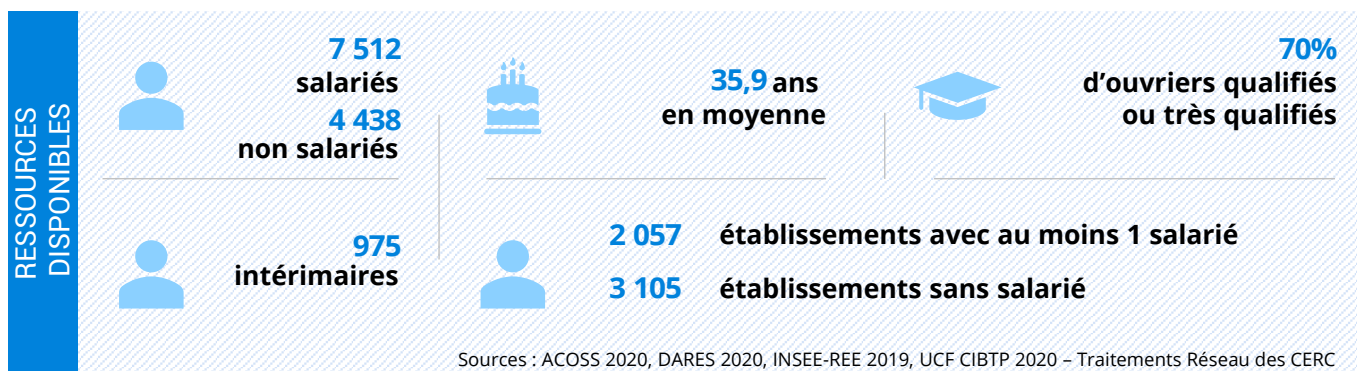 RESSOURCES
DISPONIBLES
7 512
salariés
4 438
non salariés
35,9 ans
en moyenne
70%
d'ouvriers qualifiés
ou très qualifiés
975
intérimaires
2 057 établissements avec au moins 1 salarié
3 105 établissements sans salarié
Sources : ACOSS 2020, DARES 2020, INSEE-REE 2019, UCF CIBTP 2020 – Traitements Réseau des CERC